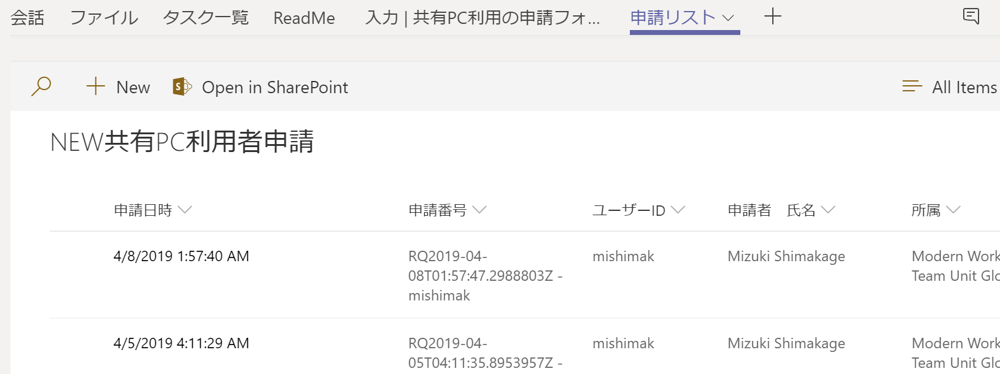 会話 ファイル タスク一覧 ReadMe 入力 | 共有PC利用の申請フォ... 申請リスト
New Open in SharePoint All Items
NEW共有PC利用者申請
申請日時 申請番号 ユーザーID 申請者　氏名 所属
4/8/2019 1:57:40 AM RQ2019-04- mishimak Mizuki Shimakage Modern Work
08T01:57:47.2988803Z - Team Unit Glo
mishimak
4/5/2019 4:11:29 AM RQ2019-04- mishimak Mizuki Shimakage Modern Work
05T04:11:35.8953957Z - Team Unit Glo